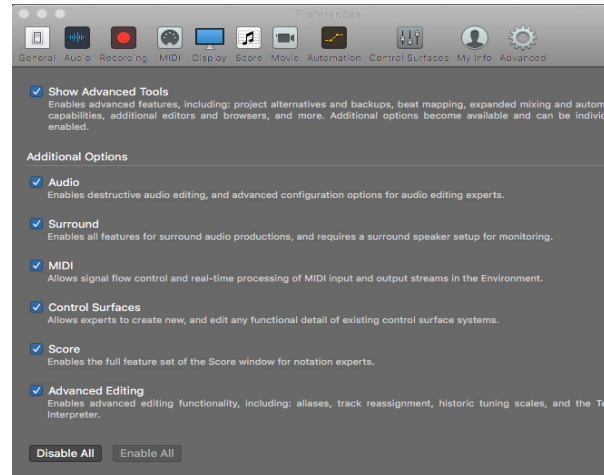 Preferences
General Audio Recording MIDI Display Score Movie Automation Control Surfaces My Info Advanced
Show Advanced Tools
Enables advanced features, including: project alternatives and backups, beat mapping, expanded mixing and autom
capabilities, additional editors and browsers, and more. Additional options become available and can be individ
enabled.
Additional Options
Audio
Enables destructive audio editing, and advanced configuration options for audio editing experts.
Surround
Enables all features for surround audio productions, and requires a surround speaker setup for monitoring.
MIDI
Allows signal flow control and real-time processing of MIDI input and output streams in the Environment.
Control Surfaces
Allows experts to create new, and edit any functional detail of existing control surface systems.
Score
Enables the full feature set of the Score window for notation experts.
Advanced Editing
Enables advanced editing functionality, including: aliases, track reassignment, historic tuning scales, and the Te
Interpreter.
Disable All Enable All